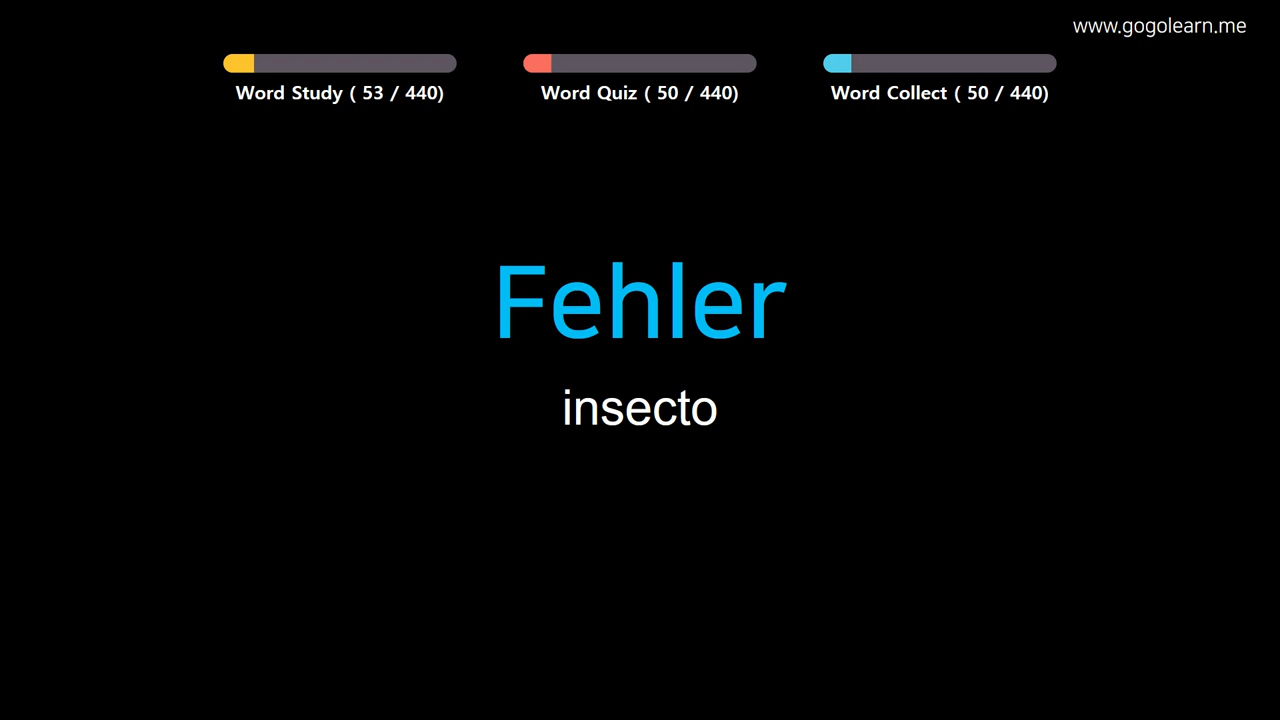 www.gogolearn.me
Word Study ( 53 / 440)
Word Quiz ( 50 / 440)
Word Collect ( 50 / 440)
Fehler
insecto